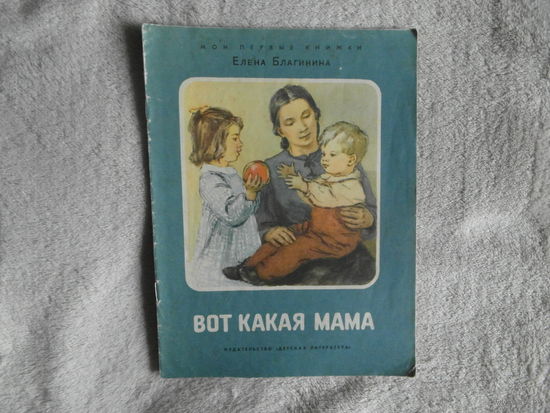 МОИ ПЕРВЫЕ КНИЖКИ
ЕЛЕНА БЛАГИНИНА
ВОТ КАКАЯ МАМА
ИЗДАТЕЛЬСТВО «ДЕТСКАЯ ЛИТЕРАТУРА»